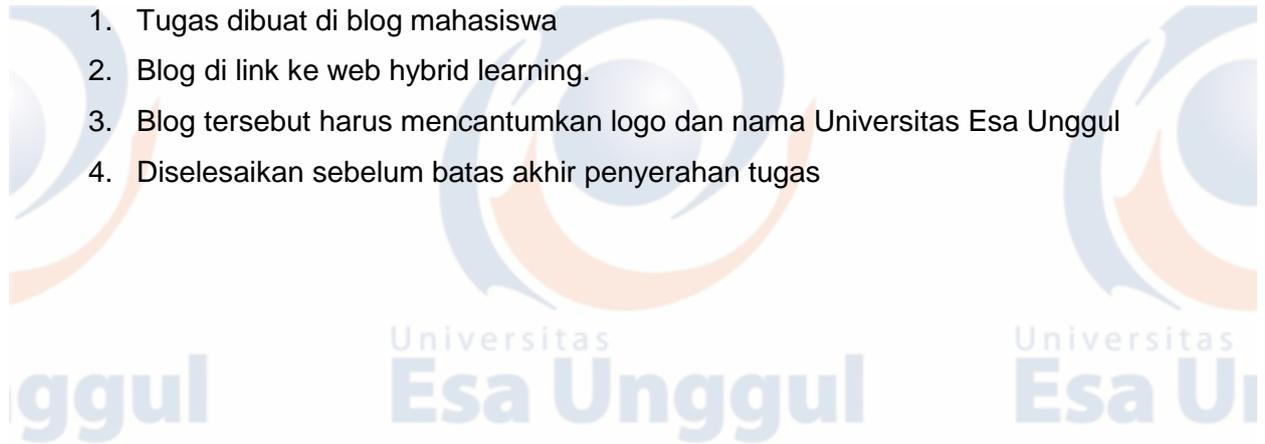 1. Tugas dibuat di blog mahasiswa
2. Blog di link ke web hybrid learning.
3. Blog tersebut harus mencantumkan logo dan nama Universitas Esa Unggul
4. Diselesaikan sebelum batas akhir penyerahan tugas
Universitas Universitas
ggul Esa Unggul Esa U